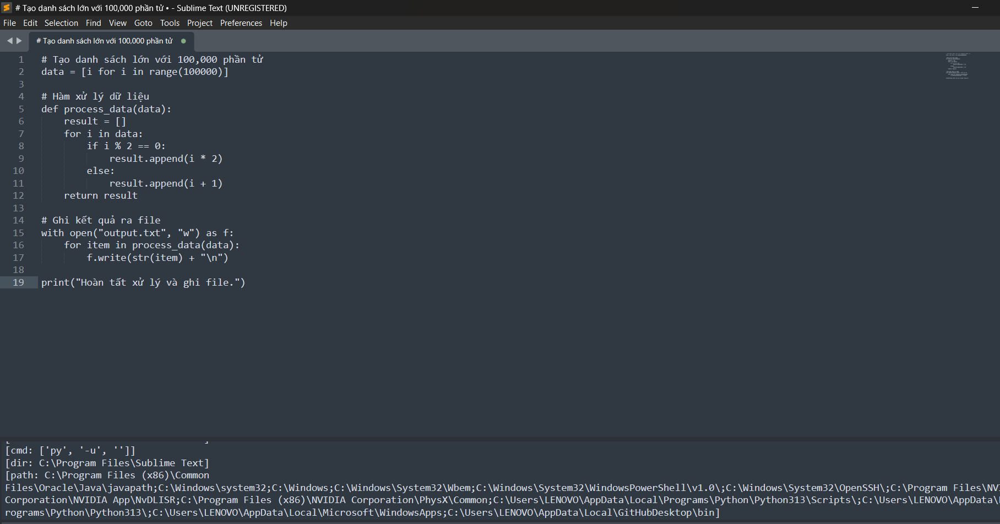 # Tạo danh sách lớn với 100,000 phần tử • - Sublime Text (UNREGISTERED)
File Edit Selection Find View Goto Tools Project Preferences Help
# Tạo danh sách lớn với 100,000 phần tử
1 # Tạo danh sách lớn với 100,000 phần tử
2 data = [i for i in range(100000)]
3
4 # Hàm xử lý dữ liệu
5 def process_data(data):
6     result = []
7     for i in data:
8         if i % 2 == 0:
9             result.append(i * 2)
10         else:
11             result.append(i + 1)
12     return result
13
14 # Ghi kết quả ra file
15 with open("output.txt", "w") as f:
16     for item in process_data(data):
17         f.write(str(item) + "\n")
18
19 print("Hoàn tất xử lý và ghi file.")
[cmd: ['py', '-u', '']]
[dir: C:\Program Files\Sublime Text]
[path: C:\Program Files (x86)\Common
Files\Oracle\Java\javapath;C:\Windows\system32;C:\Windows;C:\Windows\System32\Wbem;C:\Windows\System32\WindowsPowerShell\v1.0\;C:\Windows\System32\OpenSSH\;C:\Program Files\NVI
Corporation\NVIDIA App\NvDLISR;C:\Program Files (x86)\NVIDIA Corporation\PhysX\Common;C:\Users\LENOVO\AppData\Local\Programs\Python\Python313\Scripts\;C:\Users\LENOVO\AppData\
rograms\Python\Python313\;C:\Users\LENOVO\AppData\Local\Microsoft\WindowsApps;C:\Users\LENOVO\AppData\Local\GitHubDesktop\bin]